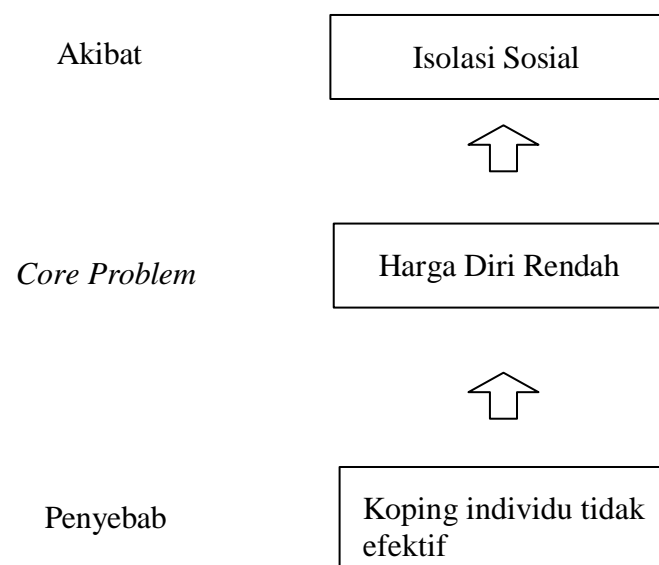 Akibat
Isolasi Sosial
Core Problem
Harga Diri Rendah
Penyebab
Koping individu tidak
efektif